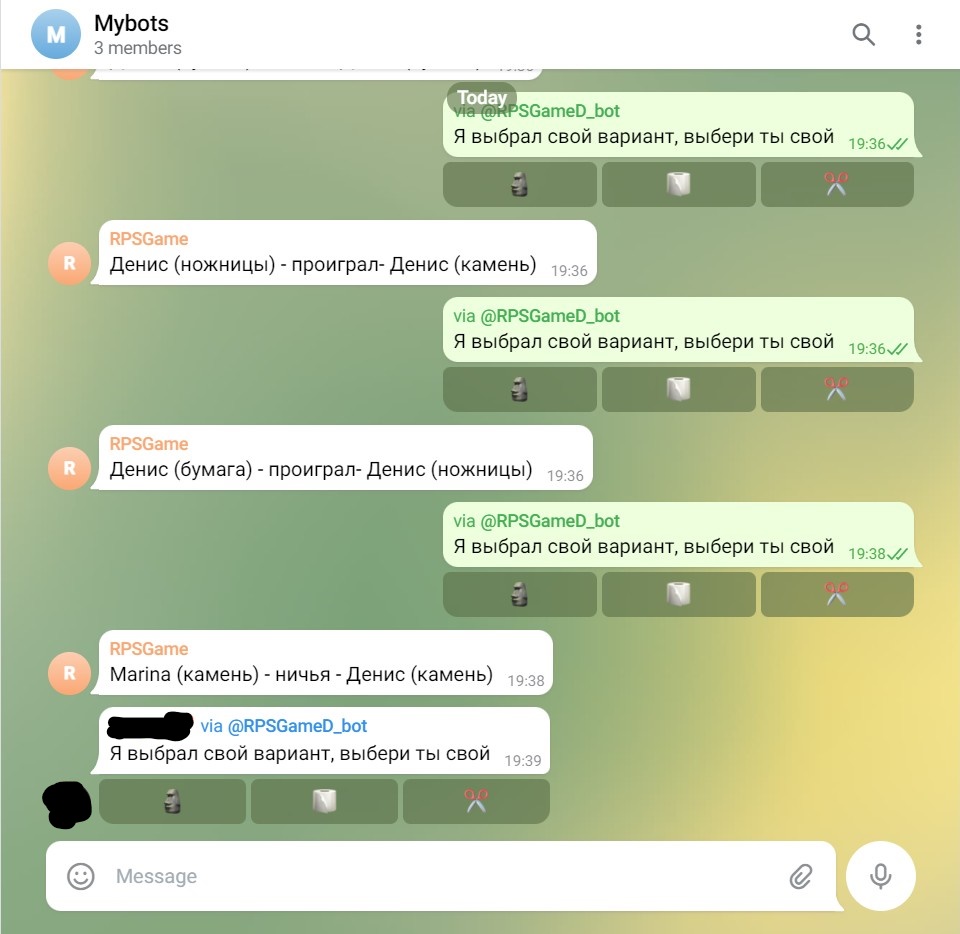 M
Mybots
3 members
Today
via @RPSGameD_bot
Я выбрал свой вариант, выбери ты свой 19:36
RPSGame
R
Денис (ножницы) - проиграл- Денис (камень) 19:36
via @RPSGameD_bot
Я выбрал свой вариант, выбери ты свой 19:36
RPSGame
R
Денис (бумага) - проиграл- Денис (ножницы) 19:36
via @RPSGameD_bot
Я выбрал свой вариант, выбери ты свой 19:38
RPSGame
R
Marina (камень) - ничья - Денис (камень) 19:38
via @RPSGameD_bot
Я выбрал свой вариант, выбери ты свой 19:39
Message